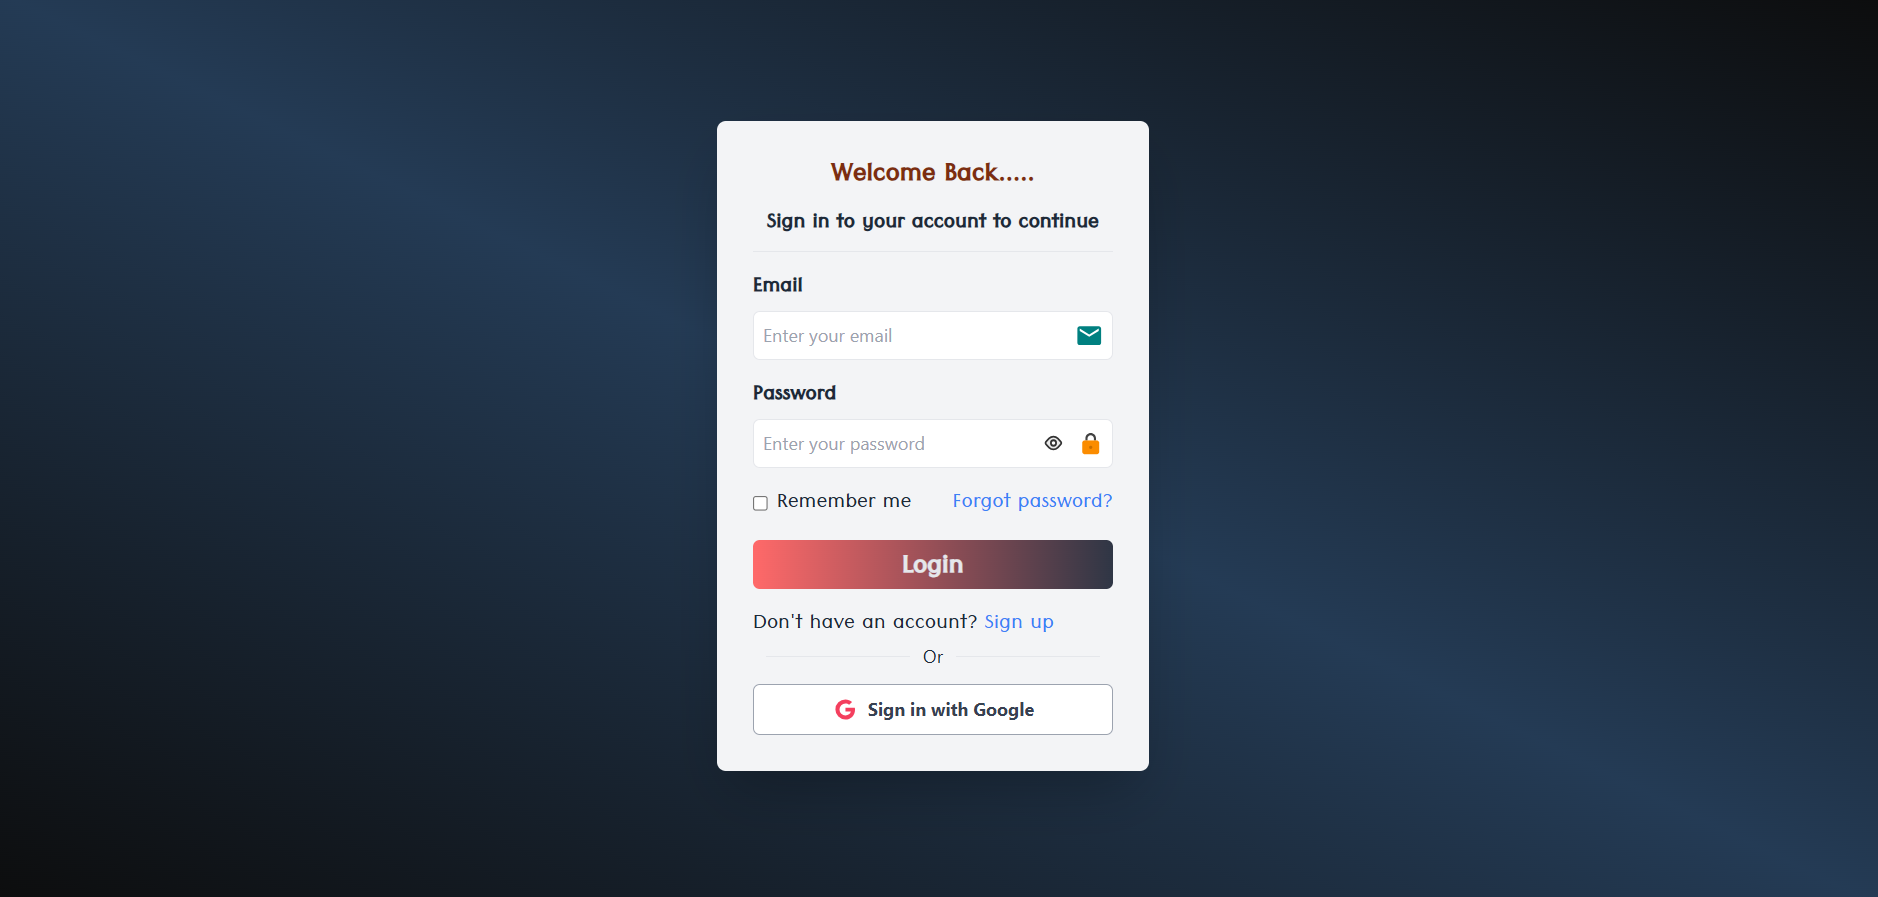 Welcome Back.....
Sign in to your account to continue
Email
Enter your email
Password
Enter your password
Remember me Forgot password?
Login
Don't have an account? Sign up
Or
Sign in with Google